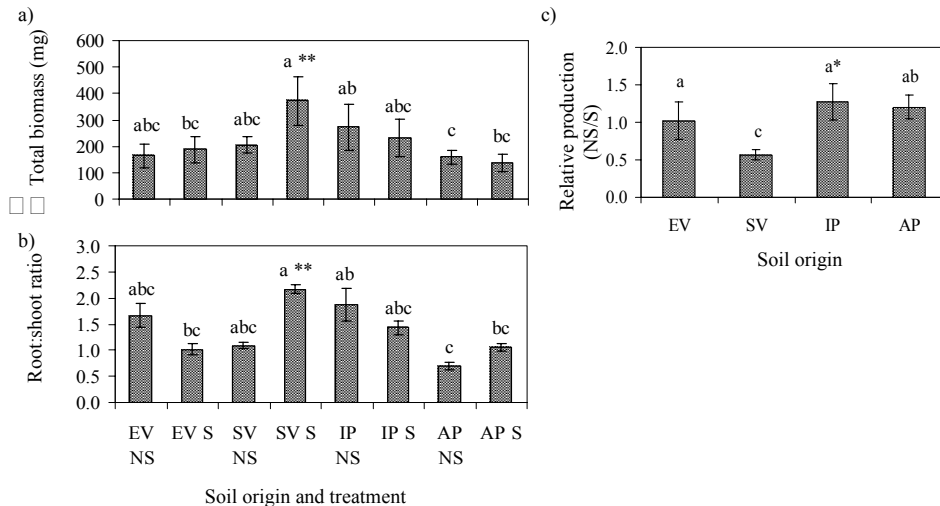 a)
Total biomass (mg)
600
500
400
300
200
100
0
abc
bc
abc
a **
ab
abc
c
bc
b)
Root:shoot ratio
3.0
2.5
2.0
1.5
1.0
0.5
0.0
abc
bc
abc
a **
ab
abc
c
bc
EV NS
EV S
SV NS
SV S
IP NS
IP S
AP NS
AP S
Soil origin and treatment
c)
Relative production
(NS/S)
2.0
1.5
1.0
0.5
0.0
a
c
a*
ab
EV
SV
IP
AP
Soil origin